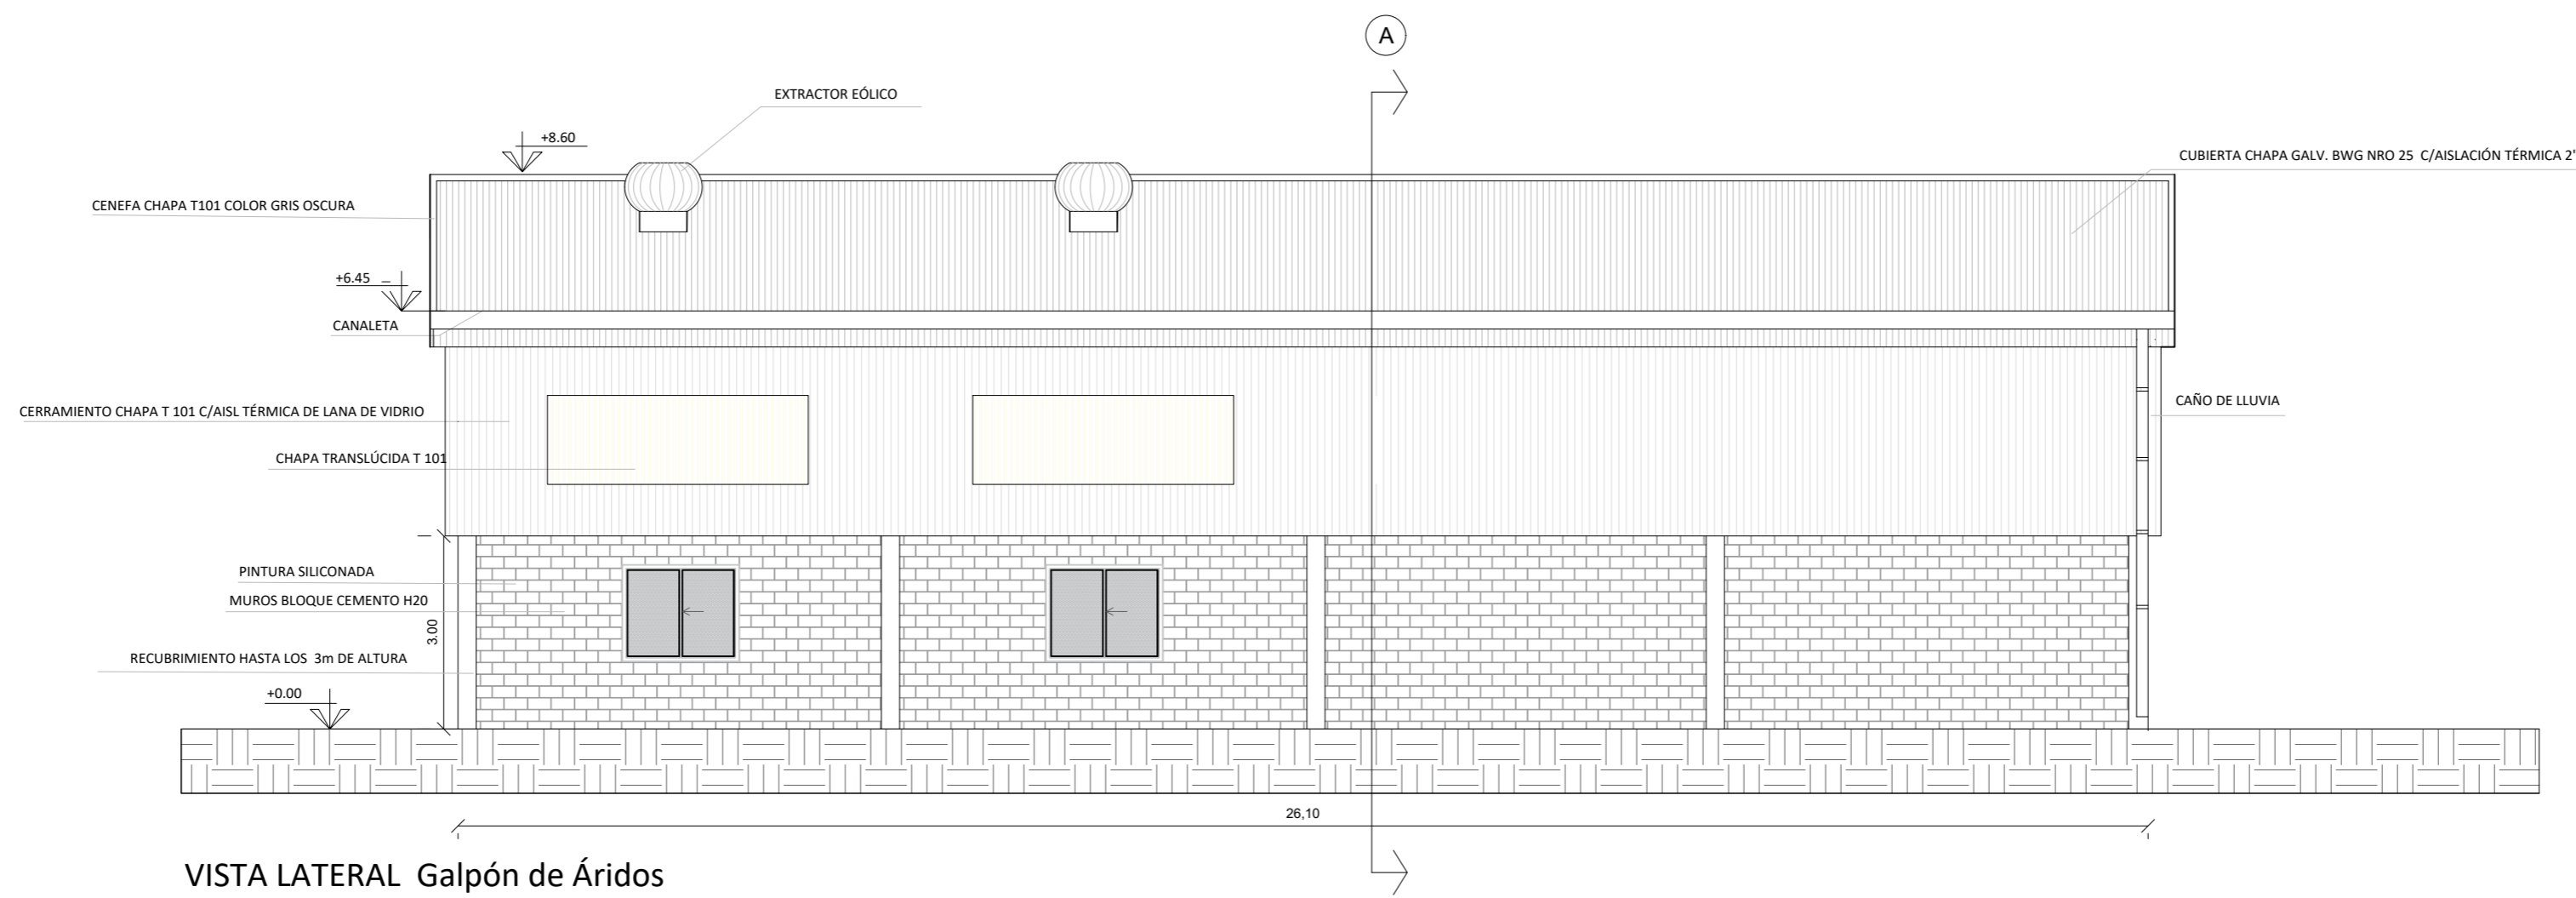 A
EXTRACTOR EÓLICO
+8.60
CUBIERTA CHAPA GALV. BWG NRO 25 C/AISLACIÓN TÉRMICA 2"
CENEFA CHAPA T101 COLOR GRIS OSCURA
+6.45
CANALETA
CAÑO DE LLUVIA
CERRAMIENTO CHAPA T 101 C/AISL TÉRMICA DE LANA DE VIDRIO
CHAPA TRANSLÚCIDA T 101
PINTURA SILICONADA
MUROS BLOQUE CEMENTO H20
3.00
RECUBRIMIENTO HASTA LOS 3m DE ALTURA
+0.00
26,10
VISTA LATERAL Galpón de Áridos